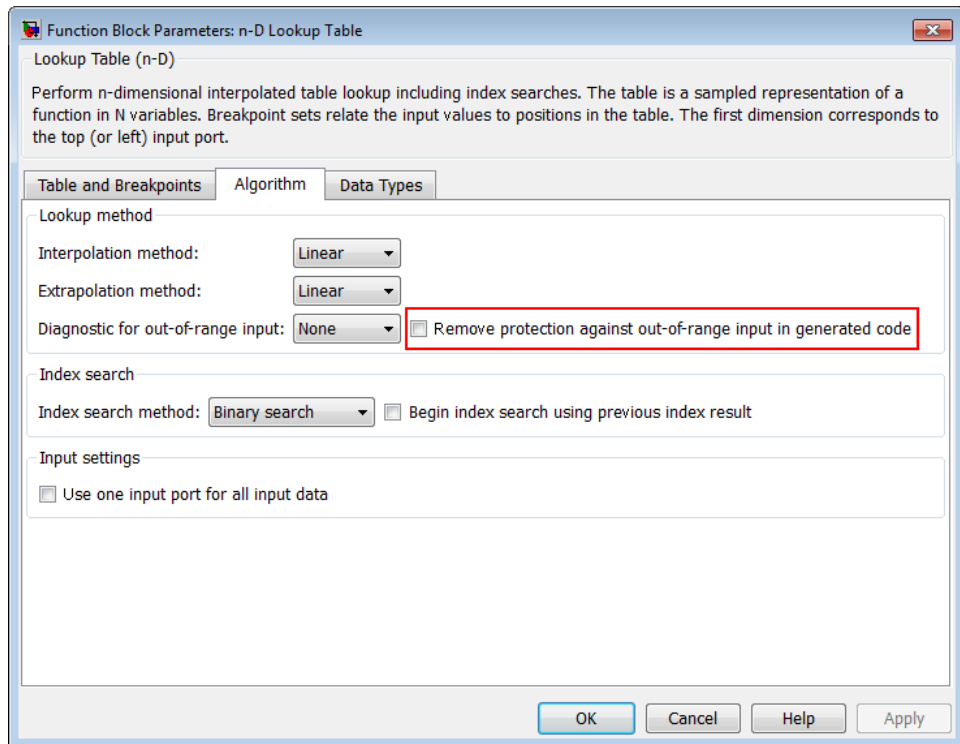 Function Block Parameters: n-D Lookup Table
Lookup Table (n-D)
Perform n-dimensional interpolated table lookup including index searches. The table is a sampled representation of a
function in N variables. Breakpoint sets relate the input values to positions in the table. The first dimension corresponds to
the top (or left) input port.
Table and Breakpoints Algorithm Data Types
Lookup method
Interpolation method: Linear
Extrapolation method: Linear
Diagnostic for out-of-range input: None Remove protection against out-of-range input in generated code
Index search
Index search method: Binary search Begin index search using previous index result
Input settings
Use one input port for all input data
OK Cancel Help Apply